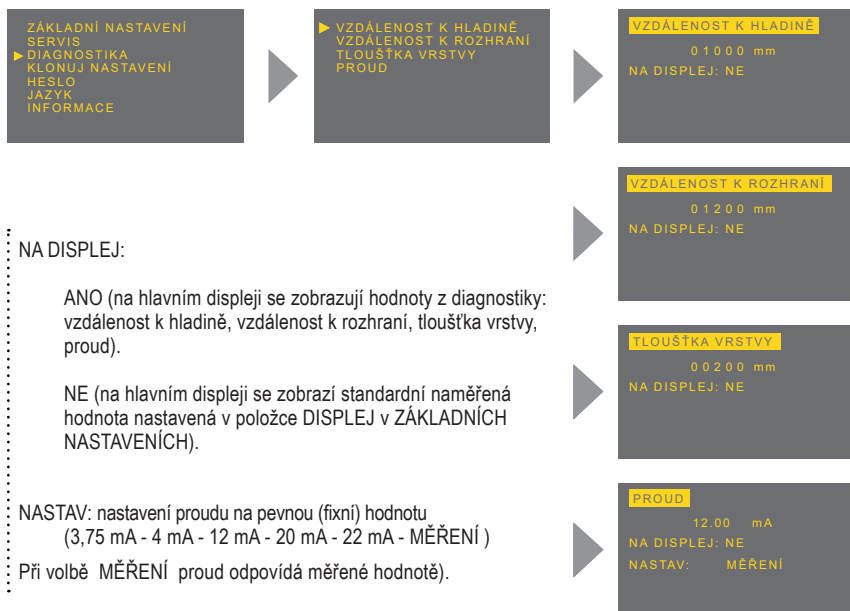 ZÁKLADNÍ NASTAVENÍ
SERVIS
DIAGNOSTIKA
KLONUJ NASTAVENÍ
HESLO
JAZYK
INFORMACE
VZDÁLENOST K HLADINĚ
VZDÁLENOST K ROZHRANÍ
TLOUŠŤKA VRSTVY
PROUD
VZDÁLENOST K HLADINĚ
01000 mm
NA DISPLEJ: NE
VZDÁLENOST K ROZHRANÍ
01200 mm
NA DISPLEJ: NE
TLOUŠŤKA VRSTVY
00200 mm
NA DISPLEJ: NE
PROUD
12.00 mA
NA DISPLEJ: NE
NASTAV: MĚŘENÍ
NA DISPLEJ:
ANO (na hlavním displeji se zobrazují hodnoty z diagnostiky:
vzdálenost k hladině, vzdálenost k rozhraní, tloušťka vrstvy,
proud).
NE (na hlavním displeji se zobrazí standardní naměřená
hodnota nastavená v položce DISPLEJ v ZÁKLADNÍCH
NASTAVENÍCH).
NASTAV: nastavení proudu na pevnou (fixní) hodnotu
(3,75 mA - 4 mA - 12 mA - 20 mA - 22 mA - MĚŘENÍ )
Při volbě MĚŘENÍ proud odpovídá měřené hodnotě).